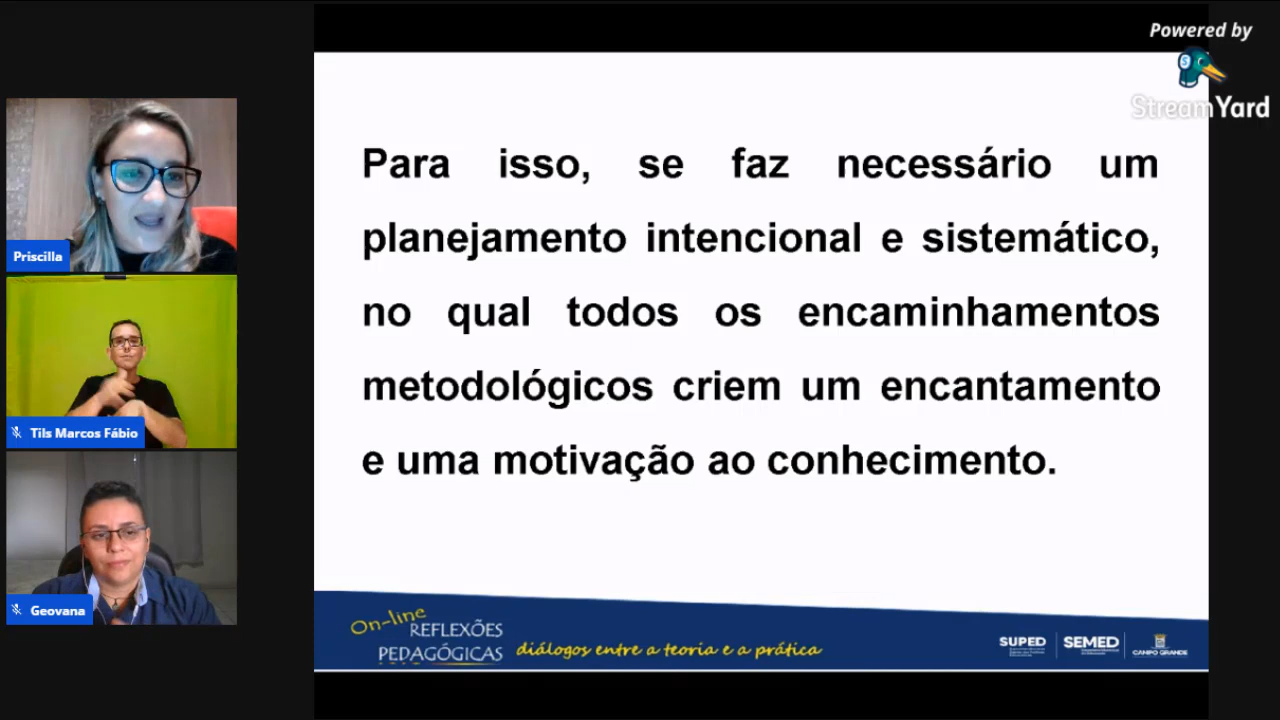 Powered by
StreamYard
Para isso, se faz necessário um
planejamento intencional e sistemático,
no qual todos os encaminhamentos
metodológicos criem um encantamento
e uma motivação ao conhecimento.
Priscilla
Tils Marcos Fábio
Geovana
On-line
REFLEXÕES
PEDAGÓGICAS
diálogos entre a teoria e a prática
SUPED
SEMED
CAMPO GRANDE